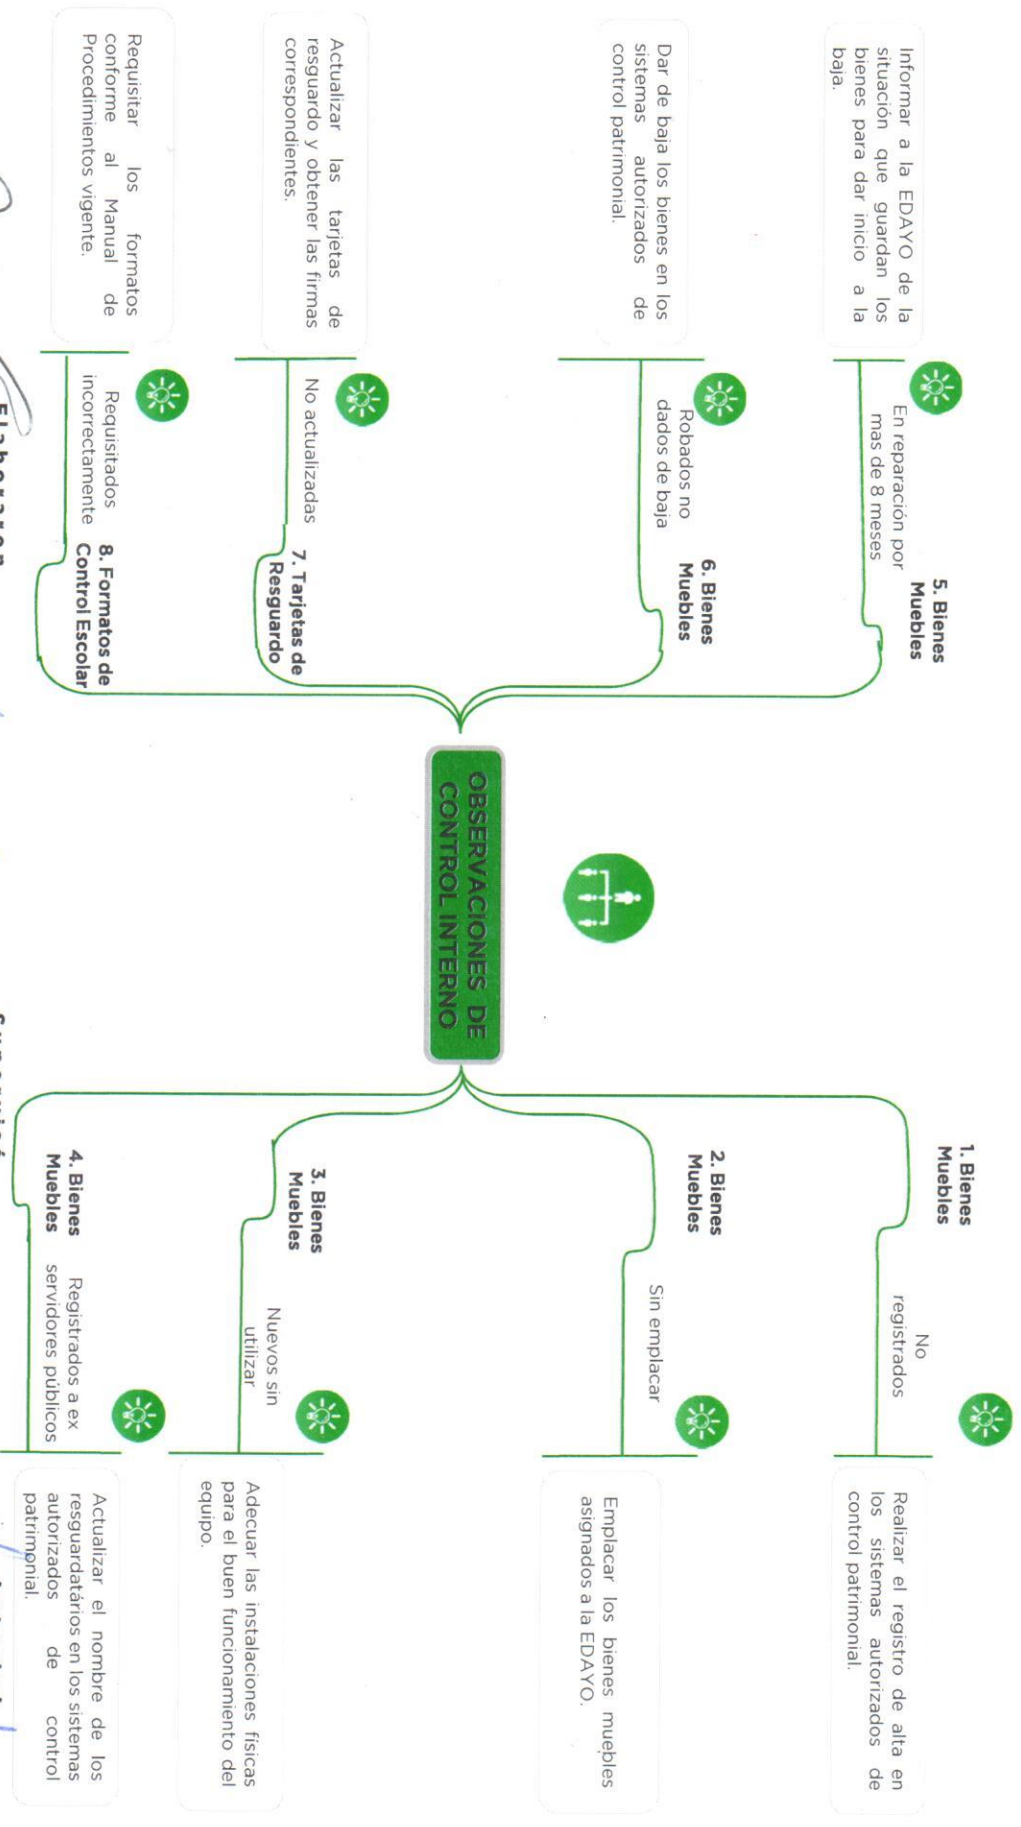 OBSERVACIONES DE
CONTROL INTERNO
1. Bienes
Muebles
No
registrados
Realizar el registro de alta en
los sistemas autorizados de
control patrimonial.
2. Bienes
Muebles
Sin emplacar
Emplacar los bienes muebles
asignados a la EDAYO.
3. Bienes
Muebles
Nuevos sin
utilizar
Adecuar las instalaciones físicas
para el buen funcionamiento del
equipo.
4. Bienes
Muebles
Registrados a ex
servidores públicos
Actualizar el nombre de los
resguardatários en los sistemas
autorizados de control
patrimonial.
5. Bienes
Muebles
En reparación por
mas de 8 meses
Informar a la EDAYO de la
situación que guardan los
bienes para dar inicio a la
baja.
6. Bienes
Muebles
Robados no
dados de baja
Dar de baja los bienes en los
sistemas autorizados de
control patrimonial.
7. Tarjetas de
Resguardo
No actualizadas
Actualizar las tarjetas de
resguardo y obtener las firmas
correspondientes.
8. Formatos de
Control Escolar
Requisitados
incorrectamente
Requisitar los formatos
conforme al Manual de
Procedimientos vigente.
Elaboraron